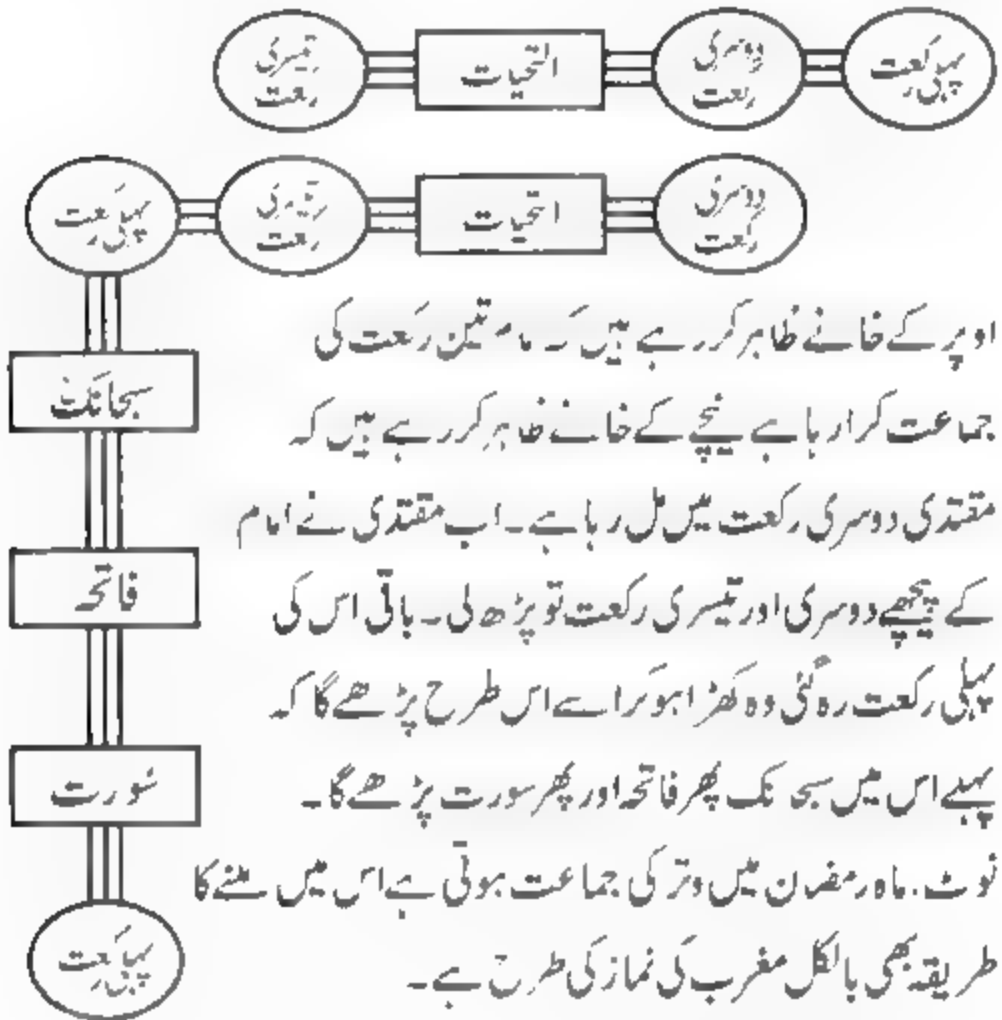 پہلی رکعت
دوسری رکعت
التحیات
تیسری رکعت
دوسری رکعت
التحیات
تیسری رکعت
پہلی رکعت
سبحانک
فاتحہ
سورت
پہلی رکعت
اوپر کے خانے ظاہر کر رہے ہیں کہ امام تین رکعت کی
جماعت کرا رہا ہے نیچے کے خانے ظاہر کر رہے ہیں کہ
مقتدی دوسری رکعت میں مل رہا ہے۔ اب مقتدی نے امام
کے پیچھے دوسری اور تیسری رکعت تو پڑھ لی۔ باقی اس کی
پہلی رکعت رہ گئی وہ کھڑا ہو کر اسے اس طرح پڑھے گا کہ
پہلے اس میں سبحانک پھر فاتحہ اور پھر سورت پڑھے گا۔
نوٹ۔ ماہ رمضان میں وتر کی جماعت ہوتی ہے اس میں ملنے کا
طریقہ بھی بالکل مغرب کی نماز کی طرح ہے۔